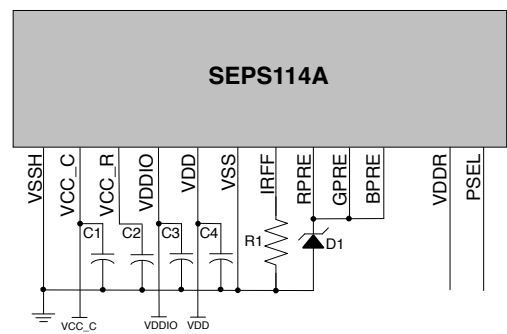 SEPS114A
VSSH
VCC_C
VCC_R
VDDIO
VDD
VSS
IRFF
RPRE
GPRE
BPRE
VDDR
PSEL
C1
C2
C3
C4
R1
D1
VCC_C
VDDIO
VDD